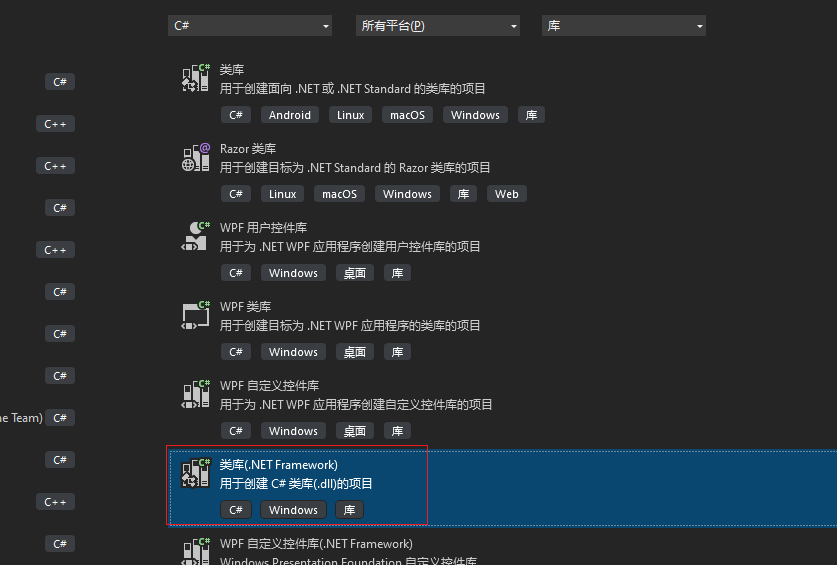 C#
所有平台(P)
库
C#
C++
C++
C#
C++
C#
C#
C#
ne Team) C#
C#
C++
C#
类库
用于创建面向 .NET 或 .NET Standard 的类库的项目
C# Android Linux macOS Windows 库
Razor 类库
用于创建目标为 .NET Standard 的 Razor 类库的项目
C# Linux macOS Windows 库 Web
WPF 用户控件库
用于为 .NET WPF 应用程序创建用户控件库的项目
C# Windows 桌面 库
WPF 类库
用于创建目标为 .NET WPF 应用程序的类库的项目
C# Windows 桌面 库
WPF 自定义控件库
用于为 .NET WPF 应用程序创建自定义控件库的项目
C# Windows 桌面 库
类库(.NET Framework)
用于创建 C# 类库(.dll)的项目
C# Windows 库
WPF 自定义控件库(.NET Framework)
Windows Presentation Foundation 自定义控件库